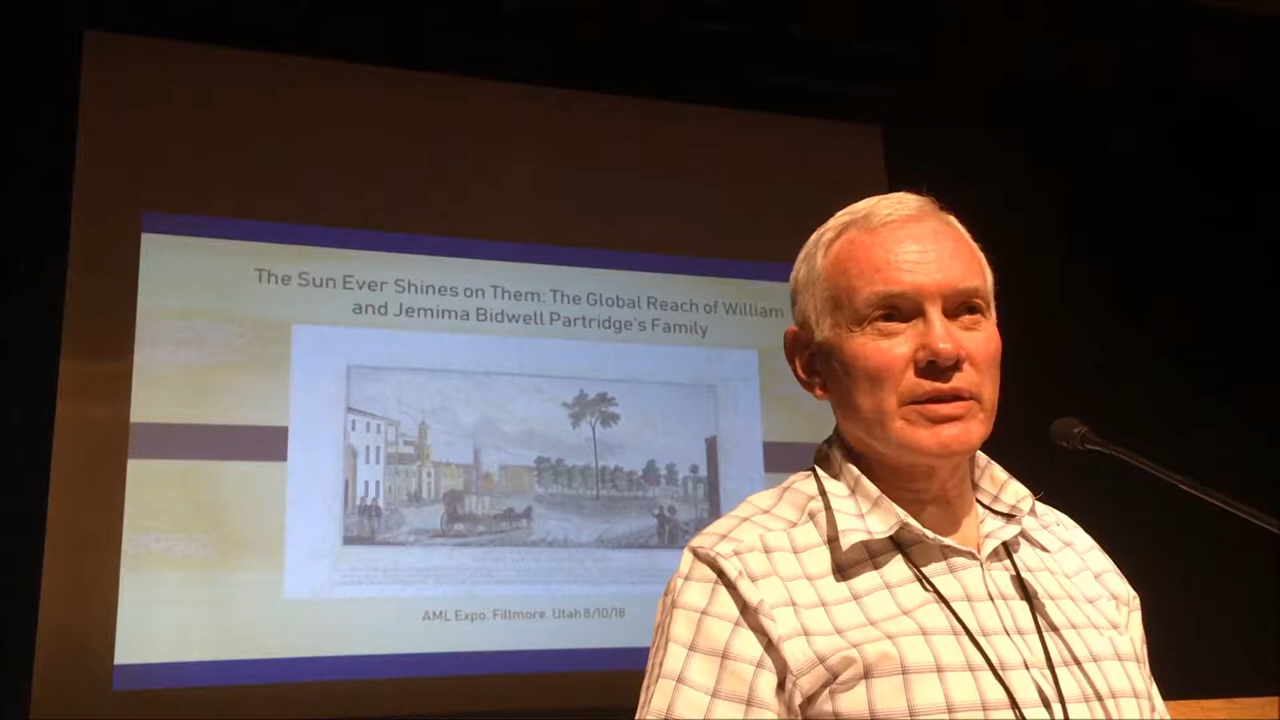 The Sun Ever Shines on Them: The Global Reach of William
and Jemima Bidwell Partridge's Family
AML Expo, Fillmore, Utah 8/10/18